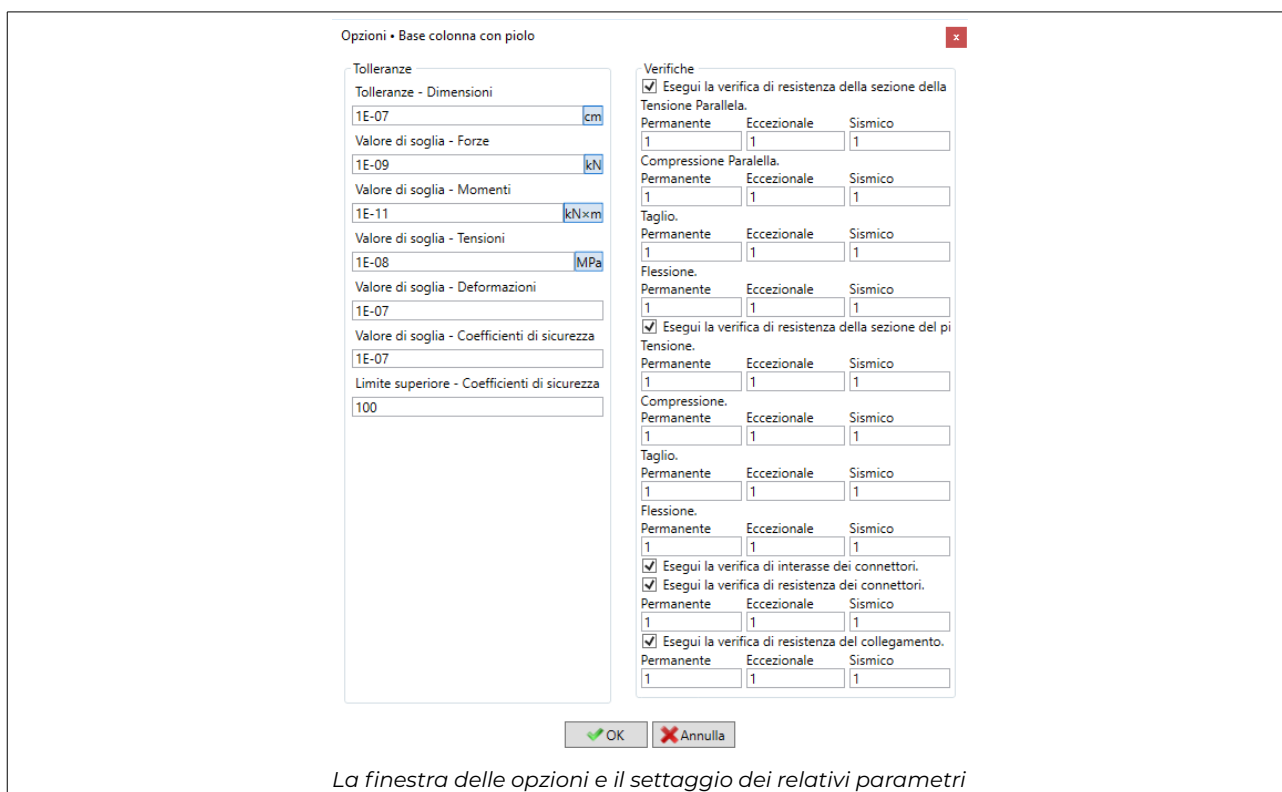 Opzioni • Base colonna con piolo
x
Tolleranze
Tolleranze - Dimensioni
1E-07 cm
Valore di soglia - Forze
1E-09 kN
Valore di soglia - Momenti
1E-11 kN×m
Valore di soglia - Tensioni
1E-08 MPa
Valore di soglia - Deformazioni
1E-07
Valore di soglia - Coefficienti di sicurezza
1E-07
Limite superiore - Coefficienti di sicurezza
100
Verifiche
Esegui la verifica di resistenza della sezione della
Tensione Parallela.
Permanente Eccezionale Sismico
1 1 1
Compressione Paralella.
Permanente Eccezionale Sismico
1 1 1
Taglio.
Permanente Eccezionale Sismico
1 1 1
Flessione.
Permanente Eccezionale Sismico
1 1 1
Esegui la verifica di resistenza della sezione del pi
Tensione.
Permanente Eccezionale Sismico
1 1 1
Compressione.
Permanente Eccezionale Sismico
1 1 1
Taglio.
Permanente Eccezionale Sismico
1 1 1
Flessione.
Permanente Eccezionale Sismico
1 1 1
Esegui la verifica di interasse dei connettori.
Esegui la verifica di resistenza dei connettori.
Permanente Eccezionale Sismico
1 1 1
Esegui la verifica di resistenza del collegamento.
Permanente Eccezionale Sismico
1 1 1
OK Annulla
La finestra delle opzioni e il settaggio dei relativi parametri